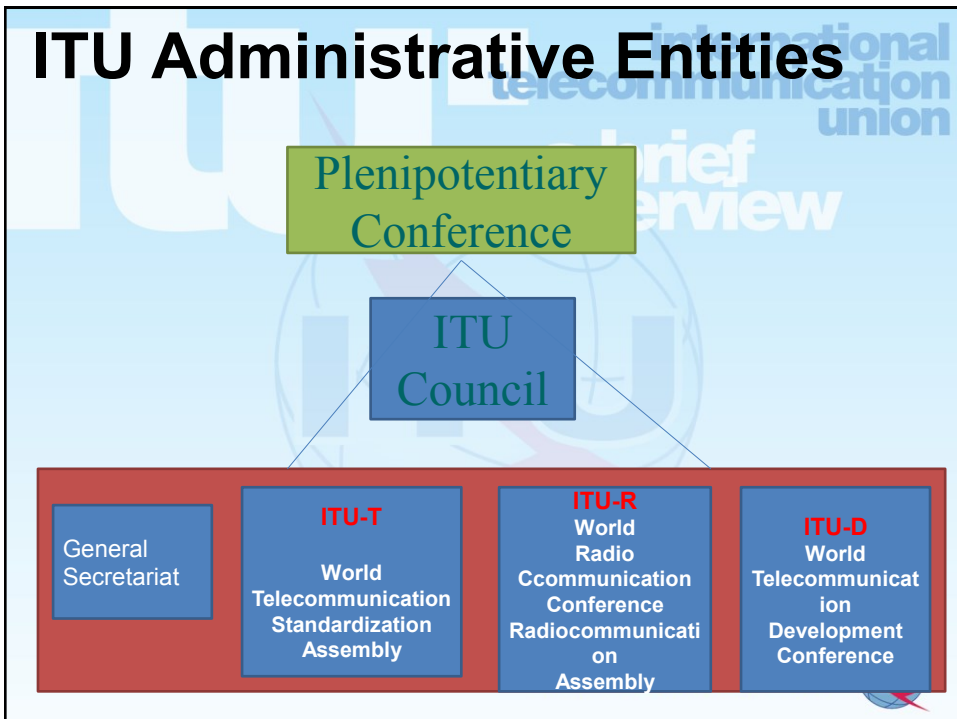 ITU Administrative Entities
international
telecommunication
union
a brief
overview
Plenipotentiary
Conference
ITU
Council
General
Secretariat
ITU-T
World
Telecommunication
Standardization
Assembly
ITU-R
World
Radio
Ccommunication
Conference
Radiocommunicati
on
Assembly
ITU-D
World
Telecommunicat
ion
Development
Conference
ITU